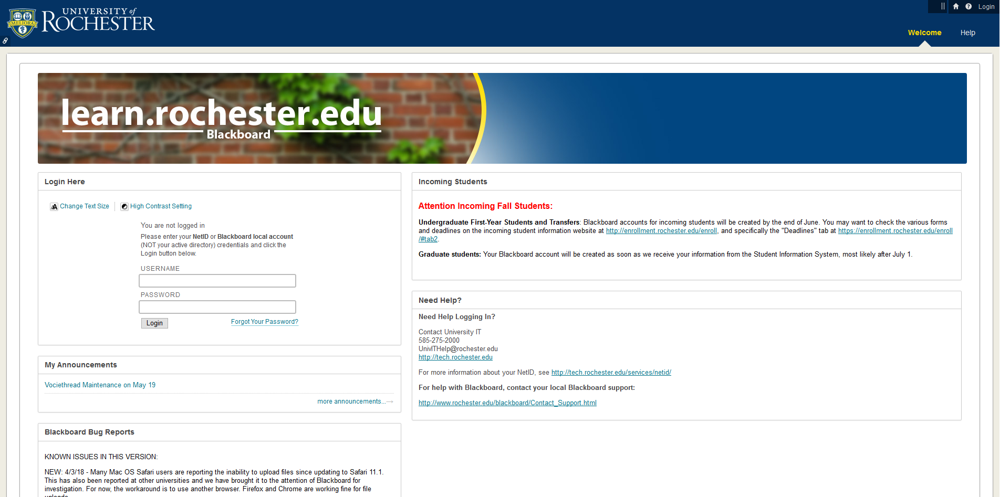 UNIVERSITY of
ROCHESTER
MELIORA
Login
Welcome
Help
learn.rochester.edu
Blackboard
Login Here
Change Text Size
High Contrast Setting
You are not logged in
Please enter your NetID or Blackboard local account
(NOT your active directory) credentials and click the
Login button below.
USERNAME
PASSWORD
Login
Forgot Your Password?
My Announcements
Vociethread Maintenance on May 19
more announcements...→
Blackboard Bug Reports
KNOWN ISSUES IN THIS VERSION:
NEW: 4/3/18 - Many Mac OS Safari users are reporting the inability to upload files since updating to Safari 11.1.
This has also been reported at other universities and we have brought it to the attention of Blackboard for
investigation. For now, the workaround is to use another browser. Firefox and Chrome are working fine for file
Incoming Students
Attention Incoming Fall Students:
Undergraduate First-Year Students and Transfers: Blackboard accounts for incoming students will be created by the end of June. You may want to check the various forms
and deadlines on the incoming student information website at http://enrollment.rochester.edu/enroll, and specifically the "Deadlines" tab at https://enrollment.rochester.edu/enroll
/#tab2.
Graduate students: Your Blackboard account will be created as soon as we receive your information from the Student Information System, most likely after July 1.
Need Help?
Need Help Logging In?
Contact University IT
585-275-2000
UnivITHelp@rochester.edu
http://tech.rochester.edu
For more information about your NetID, see http://tech.rochester.edu/services/netid/
For help with Blackboard, contact your local Blackboard support:
http://www.rochester.edu/blackboard/Contact_Support.html